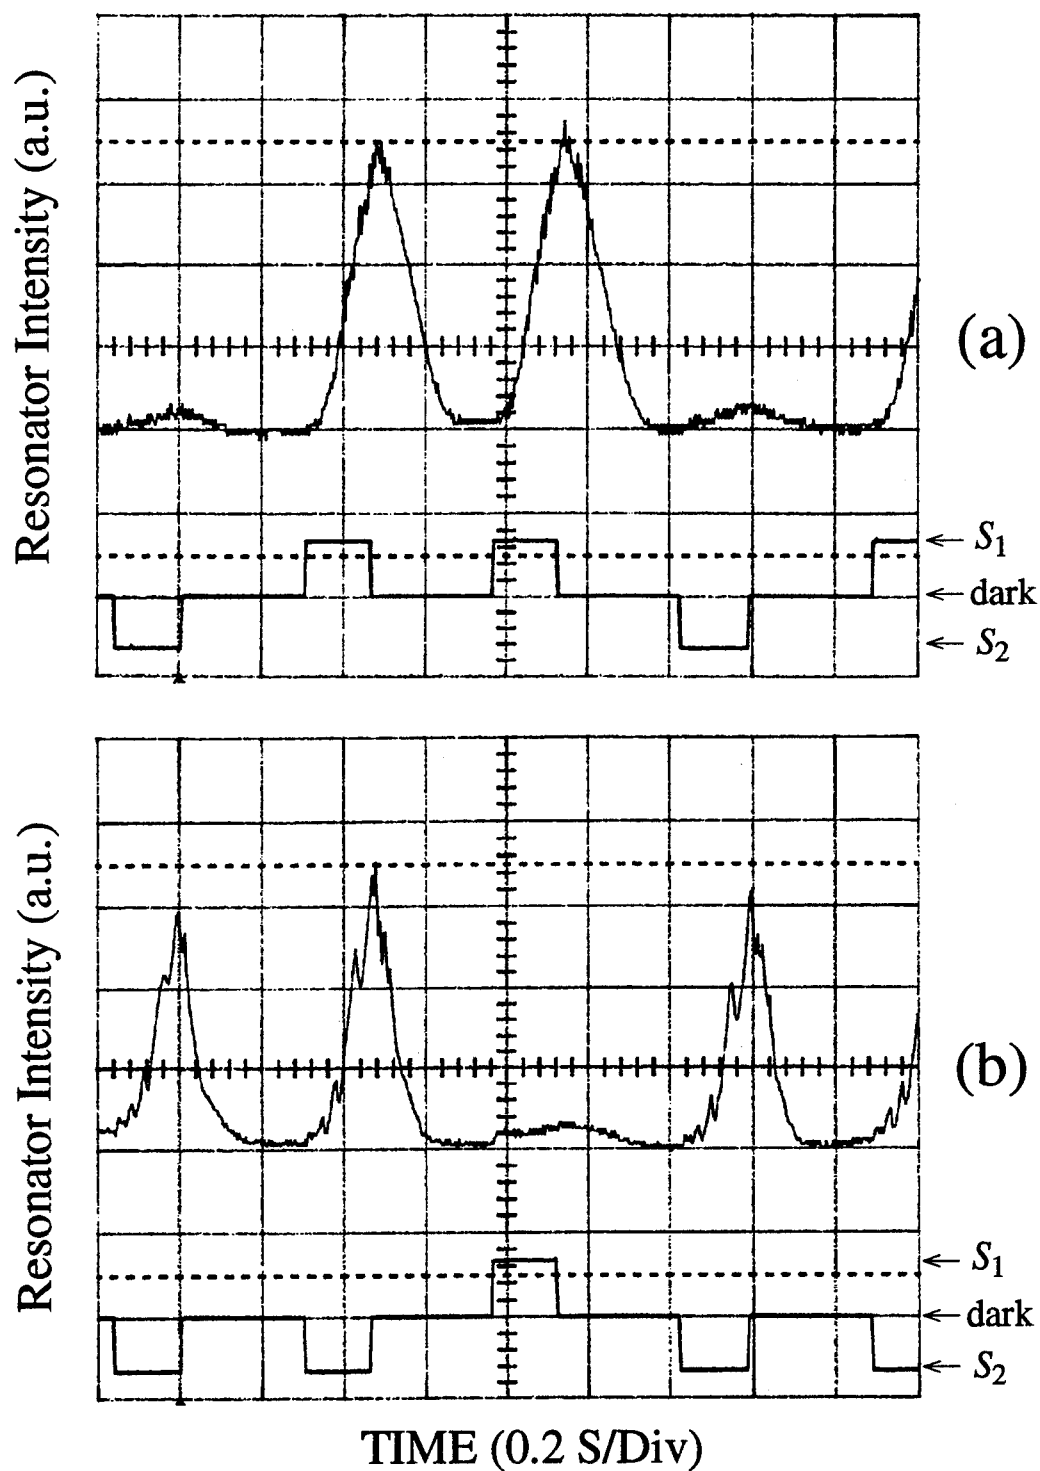 Resonator Intensity (a.u.)
(a)
S₁
dark
S₂
Resonator Intensity (a.u.)
(b)
S₁
dark
S₂
TIME (0.2 S/Div)